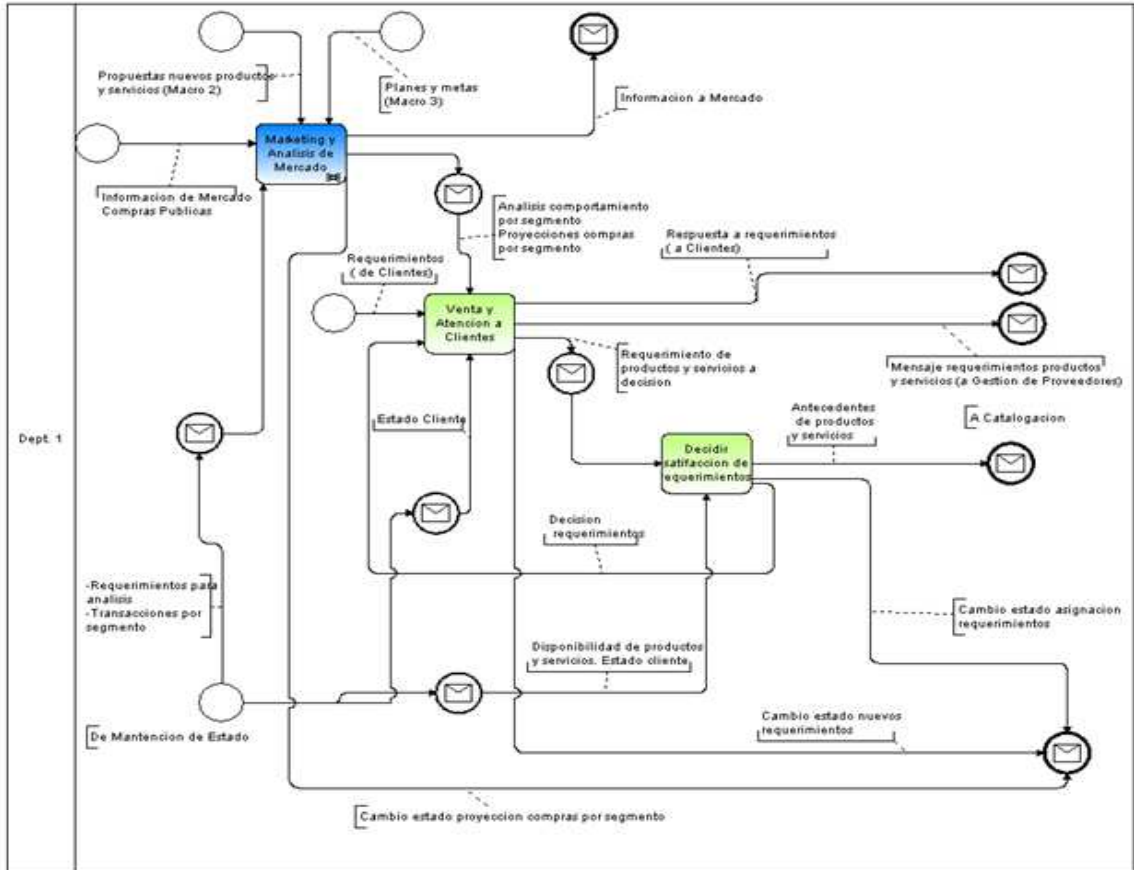 Propuestas nuevos productos
y servicios (Macro 2)
Planes y metas
(Macro 3)
Informacion a Mercado
Marketing y
Analisis de
Mercado
Informacion de Mercado
Compras Publicas
Analisis comportamiento
por segmento
Proyecciones compras
por segmento
Respuesta a requerimientos
( a Clientes)
Requerimientos
( de Clientes)
Venta y
Atencion a
Clientes
Requerimiento de
productos y servicios a
decision
Mensaje requerimientos productos
y servicios (a Gestion de Proveedores)
Estado Cliente
Antecedentes
de productos
y servicios
A Catalogacion
Dept. 1
Decidir
satifaccion de
requerimientos
Decision
requerimientos
-Requerimientos para
analisis
-Transacciones por
segmento
Cambio estado asignacion
requerimientos
Disponibilidad de productos
y servicios. Estado cliente
De Mantencion de Estado
Cambio estado nuevos
requerimientos
Cambio estado proyeccion compras por segmento